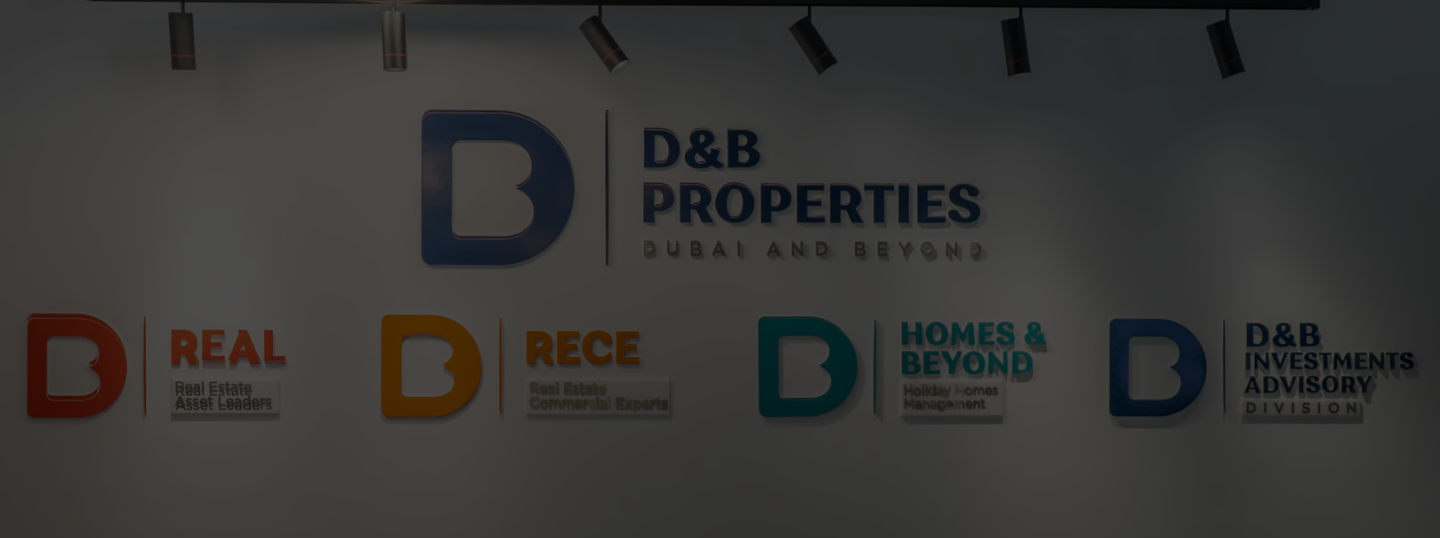 D&B
PROPERTIES
DUBAI AND BEYOND
REAL
Real Estate
Asset Leaders
RECE
Real Estate
Commercial Experts
HOMES &
BEYOND
Holiday Homes
Management
D&B
INVESTMENTS
ADVISORY
DIVISION